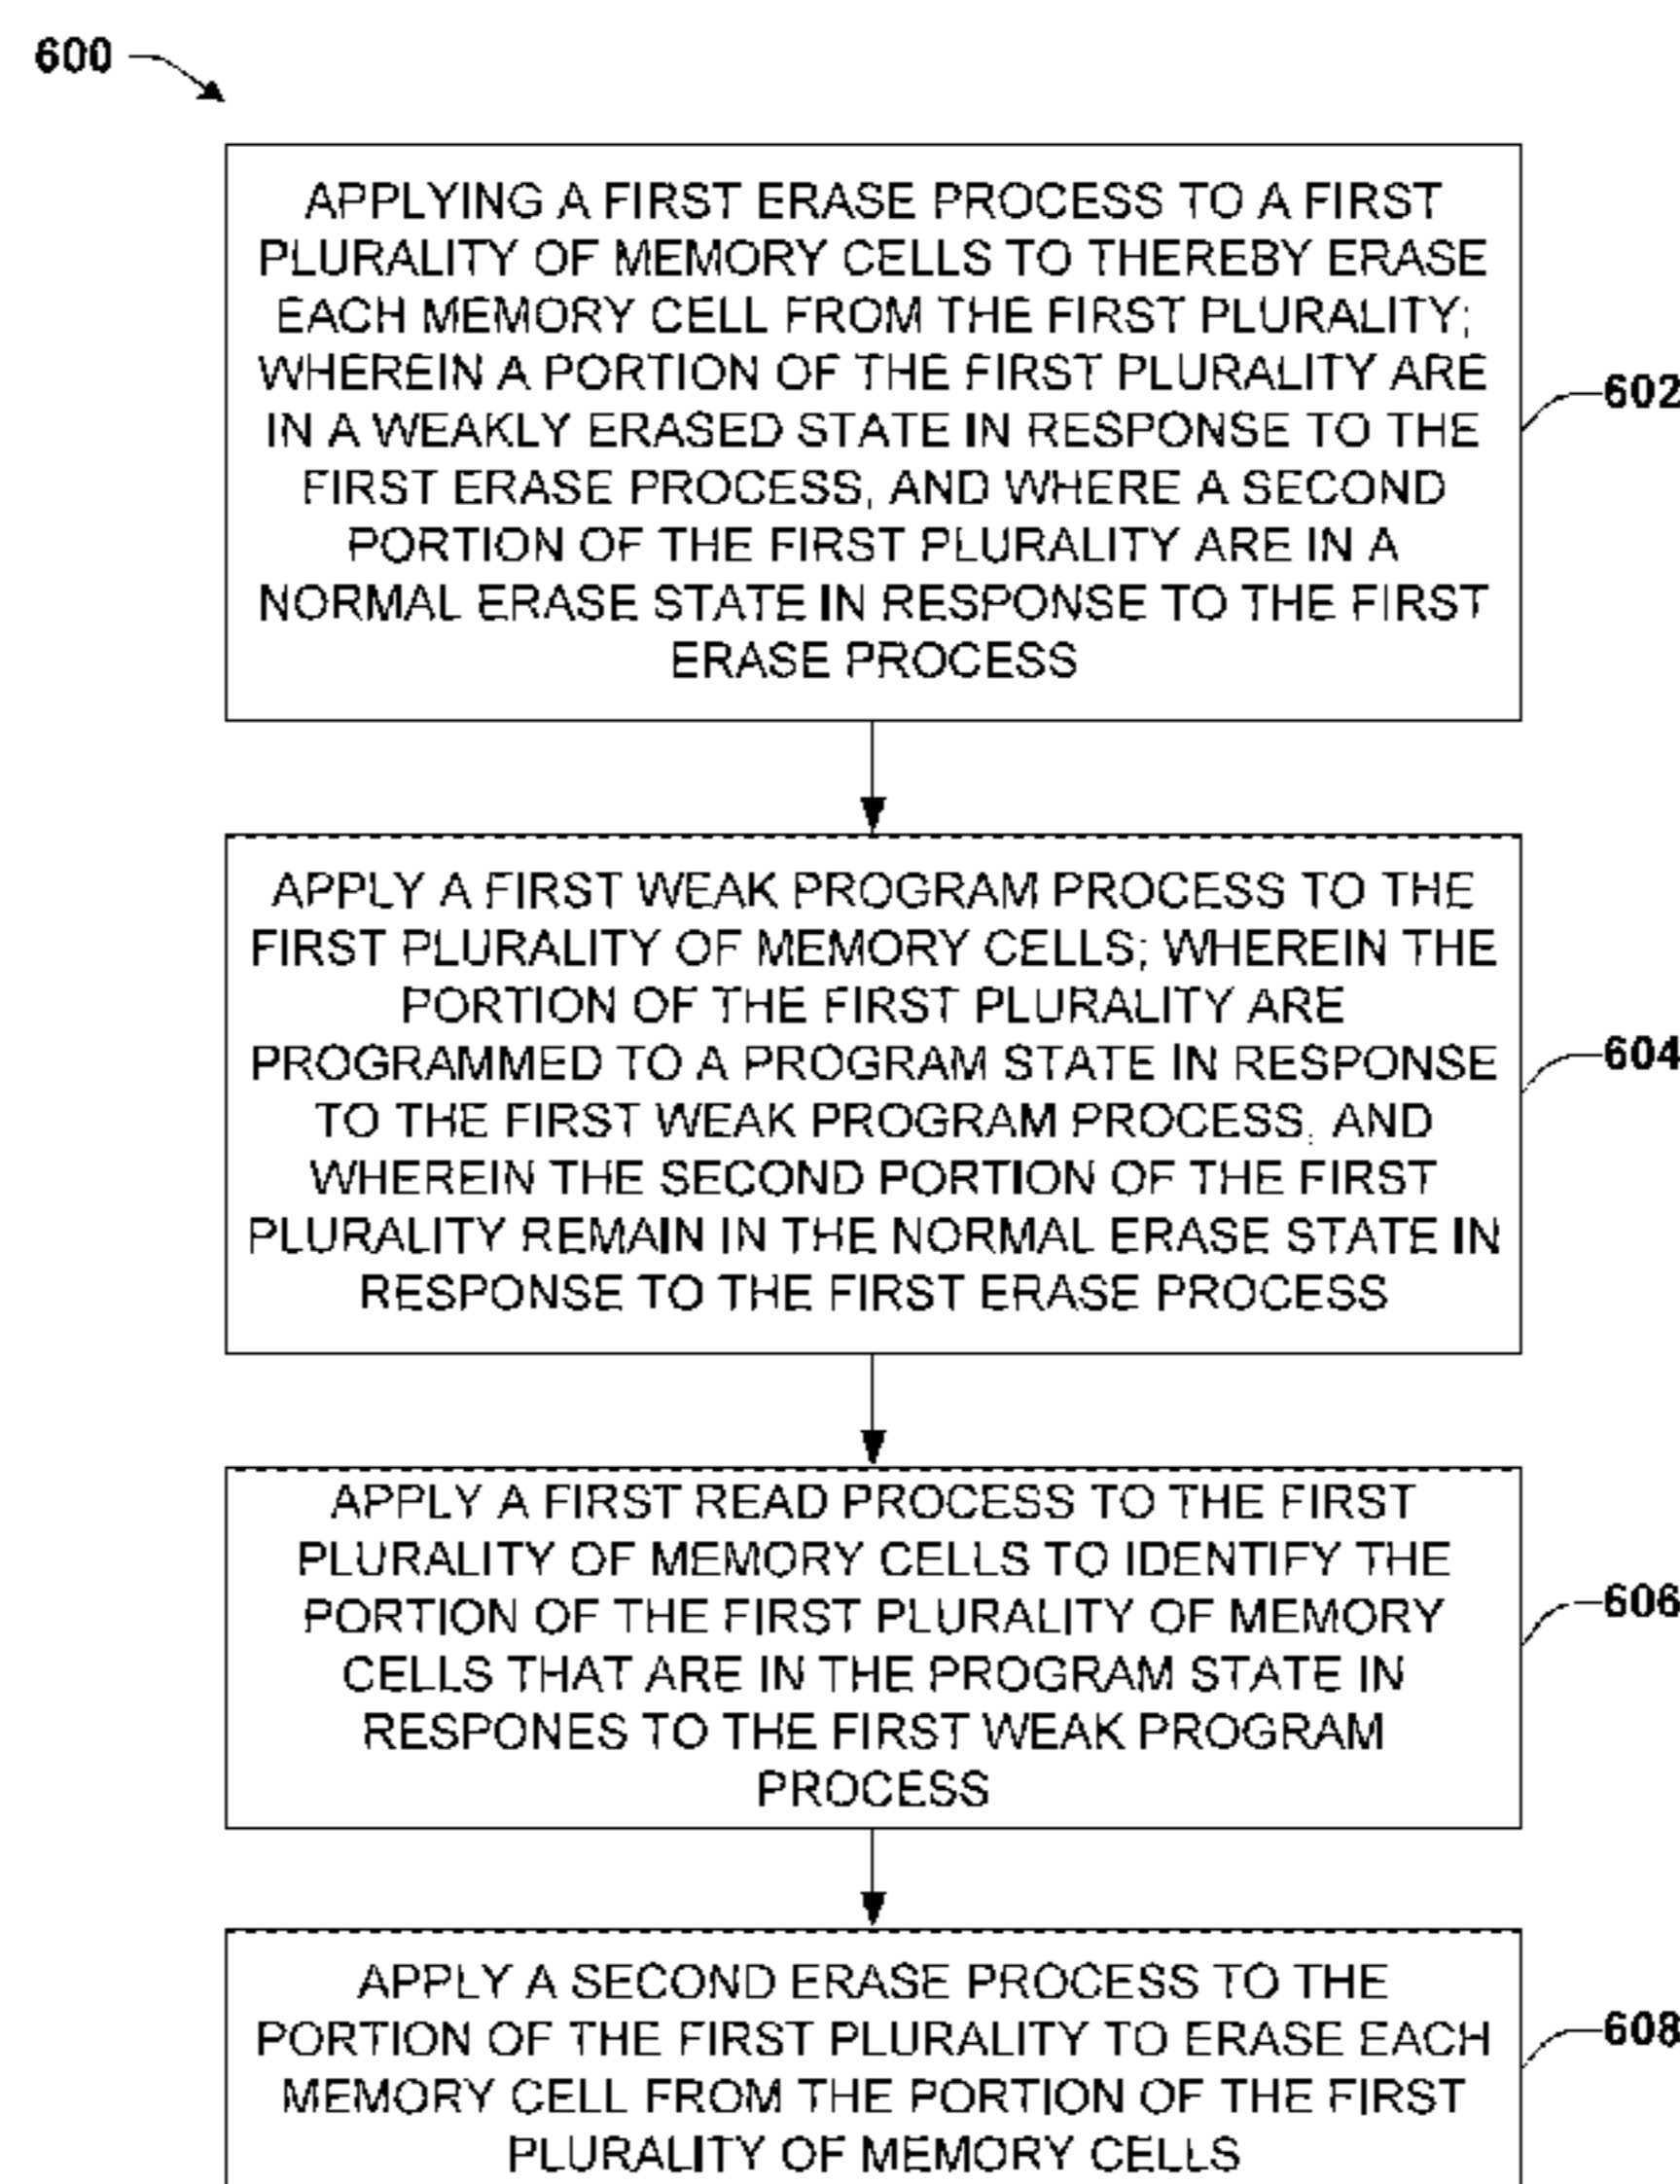 600
APPLYING A FIRST ERASE PROCESS TO A FIRST
PLURALITY OF MEMORY CELLS TO THEREBY ERASE
EACH MEMORY CELL FROM THE FIRST PLURALITY;
WHEREIN A PORTION OF THE FIRST PLURALITY ARE
IN A WEAKLY ERASED STATE IN RESPONSE TO THE
FIRST ERASE PROCESS, AND WHERE A SECOND
PORTION OF THE FIRST PLURALITY ARE IN A
NORMAL ERASE STATE IN RESPONSE TO THE FIRST
ERASE PROCESS
602
APPLY A FIRST WEAK PROGRAM PROCESS TO THE
FIRST PLURALITY OF MEMORY CELLS; WHEREIN THE
PORTION OF THE FIRST PLURALITY ARE
PROGRAMMED TO A PROGRAM STATE IN RESPONSE
TO THE FIRST WEAK PROGRAM PROCESS, AND
WHEREIN THE SECOND PORTION OF THE FIRST
PLURALITY REMAIN IN THE NORMAL ERASE STATE IN
RESPONSE TO THE FIRST ERASE PROCESS
604
APPLY A FIRST READ PROCESS TO THE FIRST
PLURALITY OF MEMORY CELLS TO IDENTIFY THE
PORTION OF THE FIRST PLURALITY OF MEMORY
CELLS THAT ARE IN THE PROGRAM STATE IN
RESPONES TO THE FIRST WEAK PROGRAM
PROCESS
606
APPLY A SECOND ERASE PROCESS TO THE
PORTION OF THE FIRST PLURALITY TO ERASE EACH
MEMORY CELL FROM THE PORTION OF THE FIRST
PLURALITY OF MEMORY CELLS
608